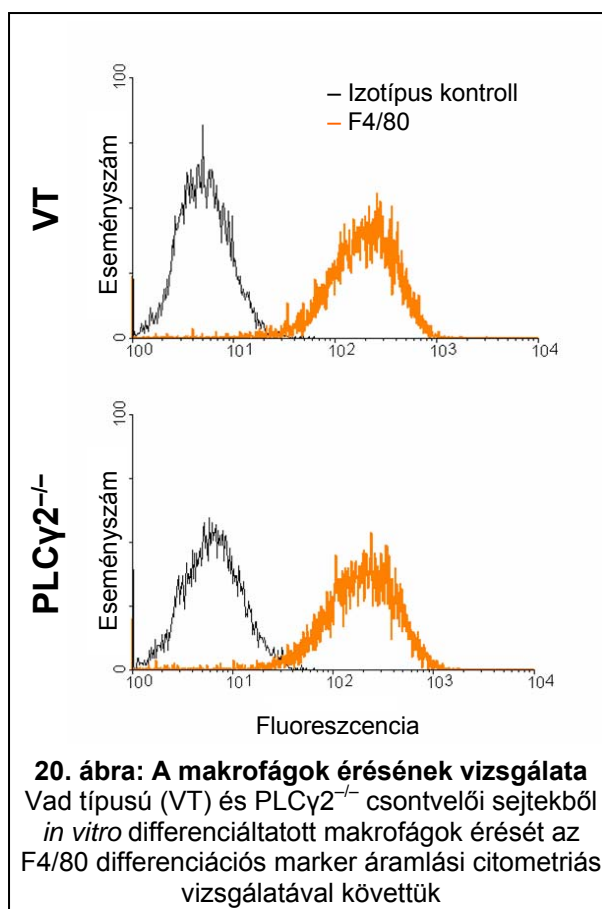 100
– Izotípus kontroll
– F4/80
VT
Eseményszám
0
10⁰ 10¹ 10² 10³ 10⁴
100
PLCγ2⁻/⁻
Eseményszám
0
10⁰ 10¹ 10² 10³ 10⁴
Fluoreszcencia
20. ábra: A makrofágok érésének vizsgálata
Vad típusú (VT) és PLCγ2⁻/⁻ csontvelői sejtekből
in vitro differenciáltatott makrofágok érését az
F4/80 differenciációs marker áramlási citometriás
vizsgálatával követtük